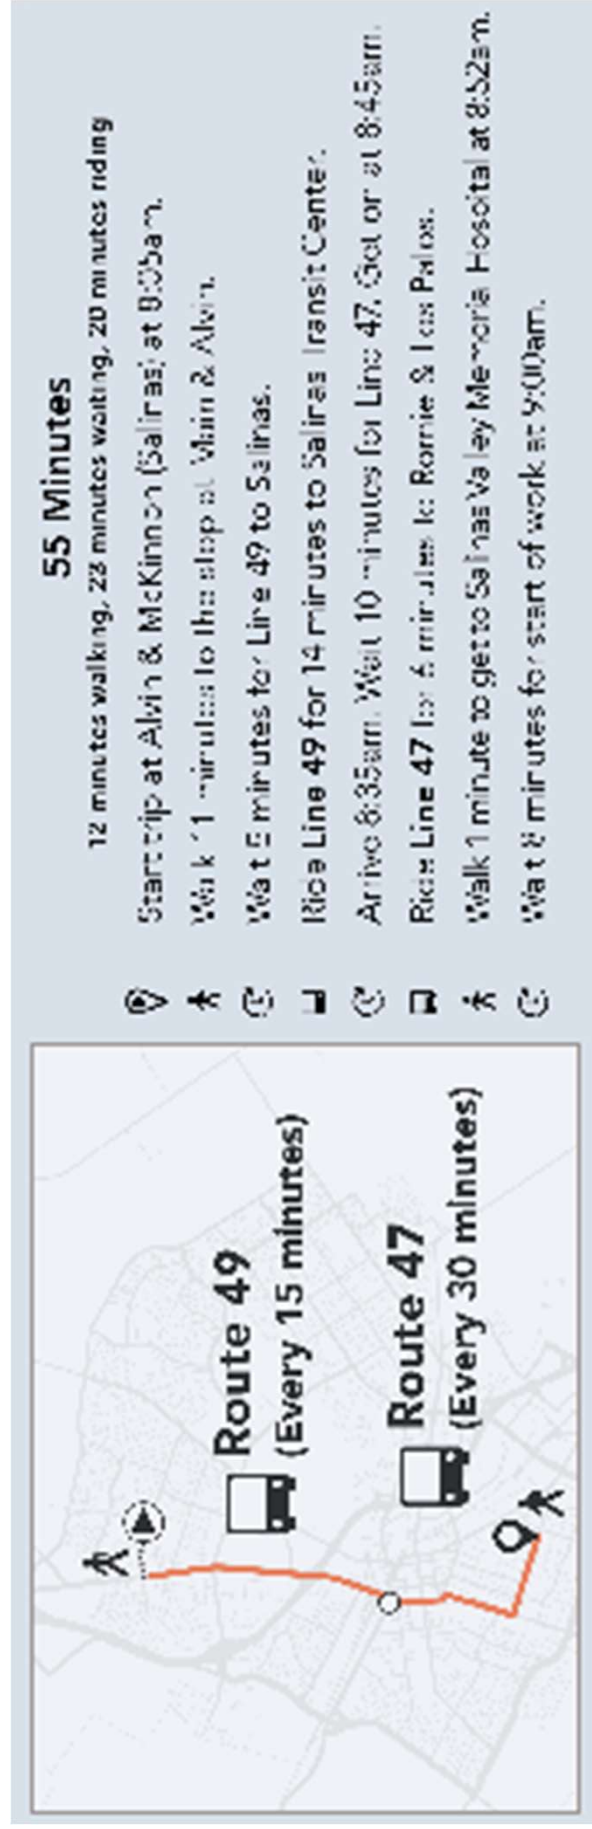 55 Minutes
12 minutes walking, 23 minutes waiting, 20 minutes riding
Start trip at Alvin & McKinnon (Salinas) at 8:05am.
Walk 11 minutes to the stop at Main & Alvin.
Wait 5 minutes for Line 49 to Salinas.
Ride Line 49 for 14 minutes to Salinas Transit Center.
Arrive 8:35am. Wait 10 minutes for Line 47. Get on at 8:45am.
Ride Line 47 for 6 minutes to Romie & Los Palos.
Walk 1 minute to get to Salinas Valley Memorial Hospital at 8:52am.
Wait 8 minutes for start of work at 9:00am.
Route 49
(Every 15 minutes)
Route 47
(Every 30 minutes)